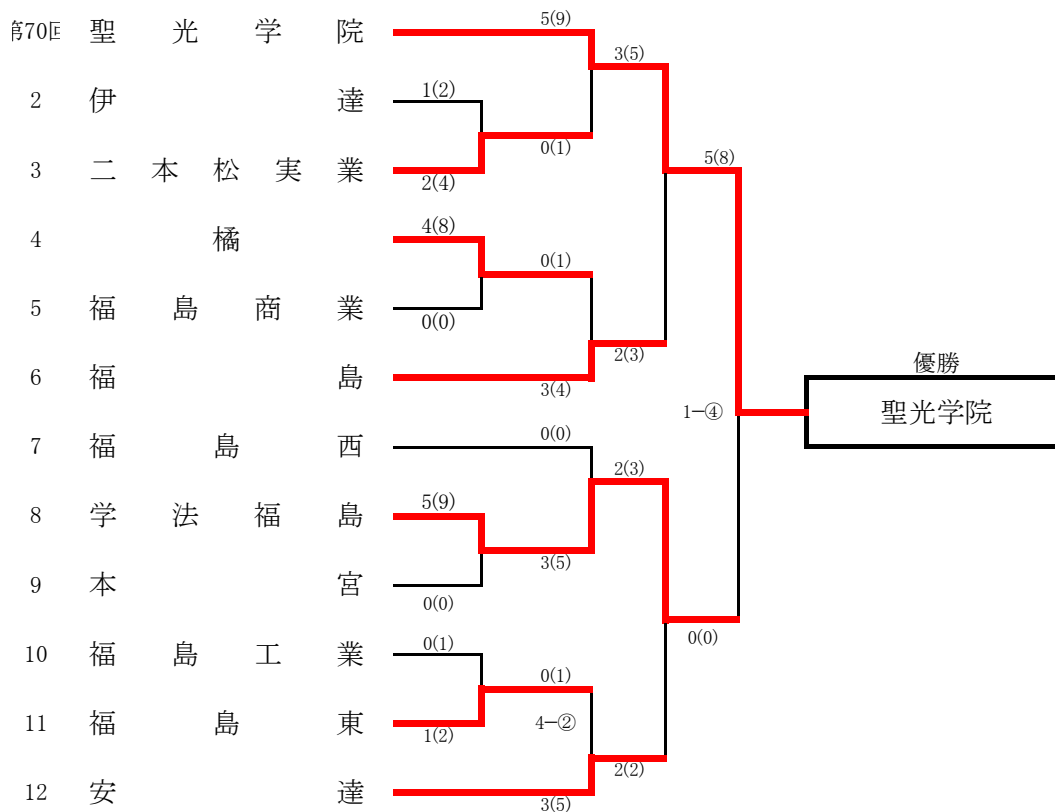 第70回 聖光学院
5(9)
3(5)
2 伊達
1(2)
0(1)
5(8)
3 二本松実業
2(4)
4 橘
4(8)
0(1)
5 福島商業
0(0)
2(3)
優勝
6 福島
3(4)
1-④
聖光学院
7 福島西
0(0)
2(3)
8 学法福島
5(9)
3(5)
9 本宮
0(0)
0(0)
10 福島工業
0(1)
0(1)
11 福島東
1(2)
4-②
2(2)
12 安達
3(5)